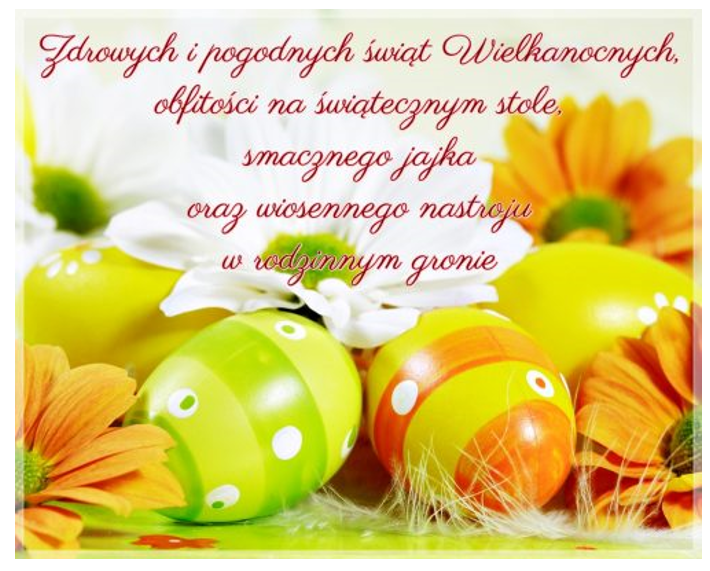 Zdrowych i pogodnych świąt Wielkanocnych,
obfitości na świątecznym stole,
smacznego jajka
oraz wiosennego nastroju
w rodzinnym gronie